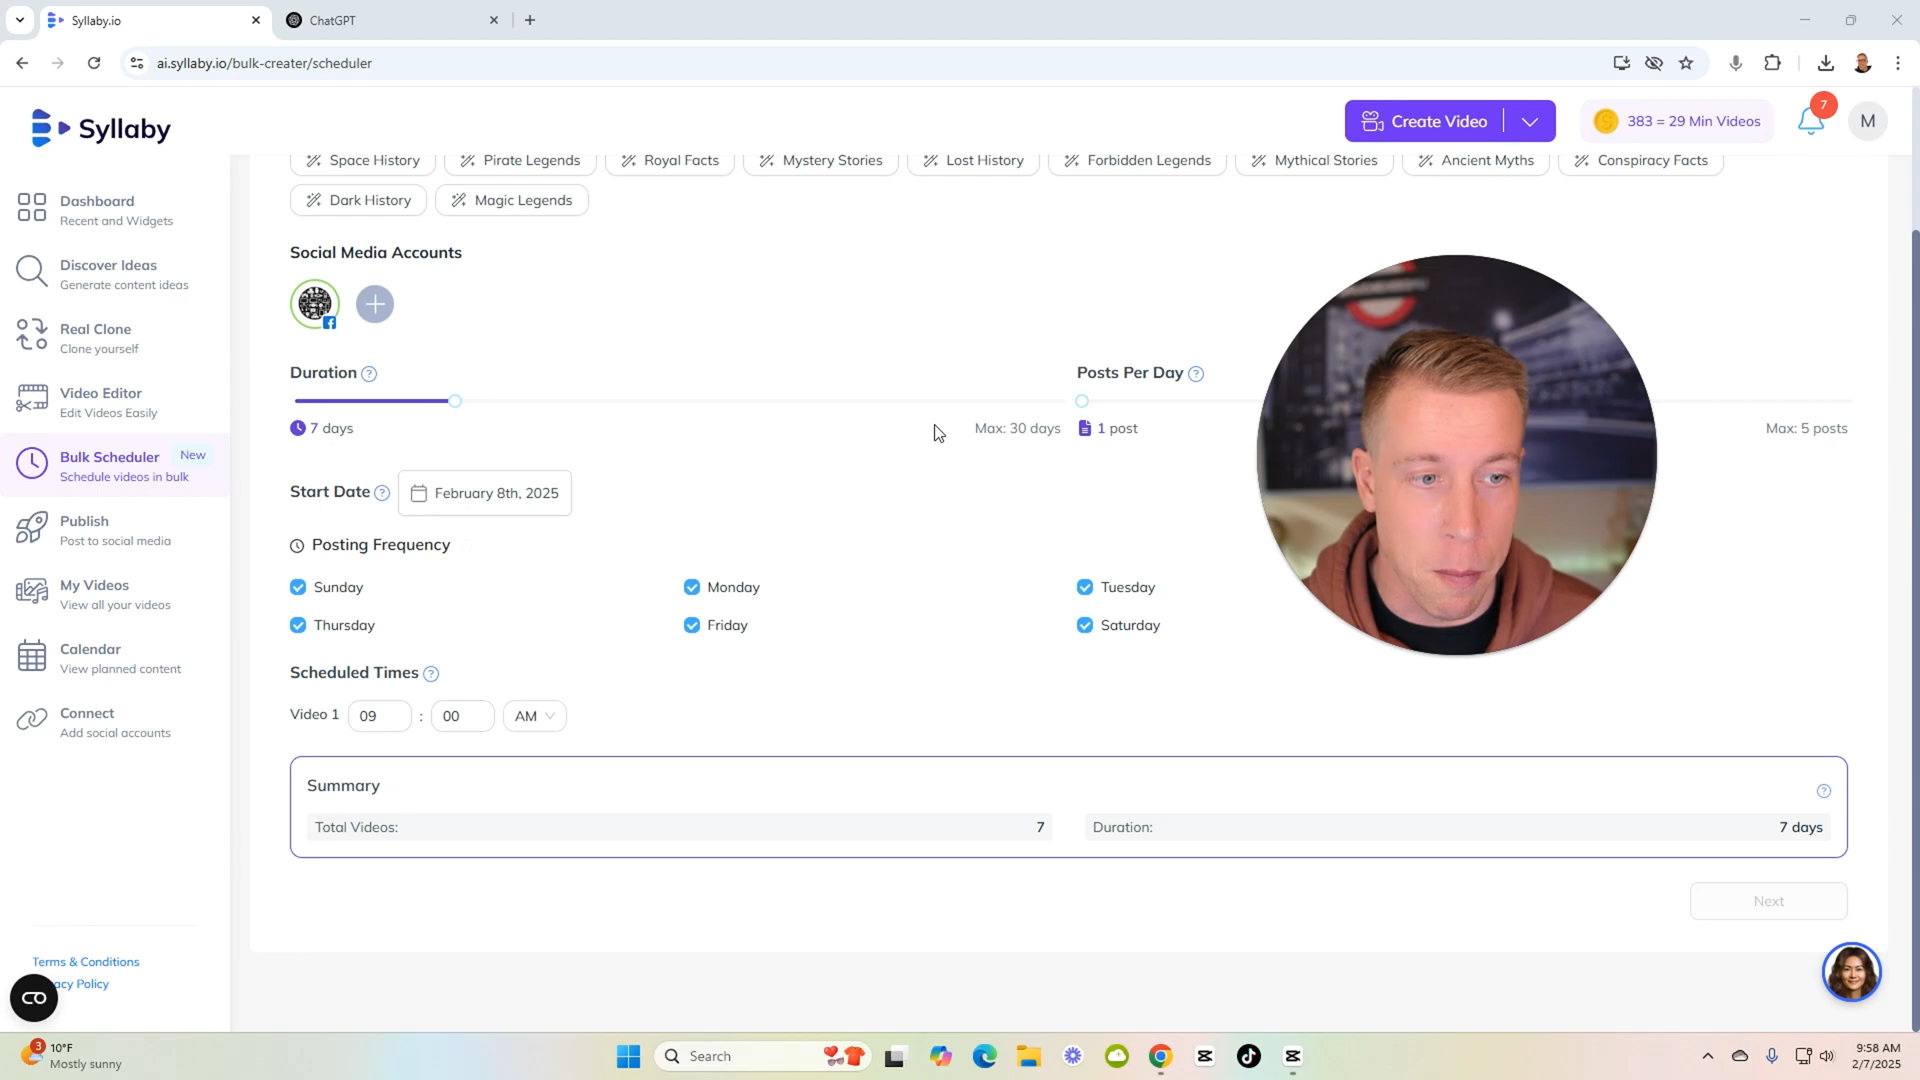 Syllaby.io
ChatGPT
ai.syllaby.io/bulk-creater/scheduler
Syllaby
Create Video
383 = 29 Min Videos
7
M
Space History
Pirate Legends
Royal Facts
Mystery Stories
Lost History
Forbidden Legends
Mythical Stories
Ancient Myths
Conspiracy Facts
Dark History
Magic Legends
Dashboard
Recent and Widgets
Discover Ideas
Generate content ideas
Real Clone
Clone yourself
Video Editor
Edit Videos Easily
Bulk Scheduler
New
Schedule videos in bulk
Publish
Post to social media
My Videos
View all your videos
Calendar
View planned content
Connect
Add social accounts
Terms & Conditions
acy Policy
Social Media Accounts
Duration
7 days
Max: 30 days
Posts Per Day
1 post
Max: 5 posts
Start Date
February 8th, 2025
Posting Frequency
Sunday
Monday
Tuesday
Thursday
Friday
Saturday
Scheduled Times
Video 1
09
:
00
AM
Summary
Total Videos:
7
Duration:
7 days
Next
3
10°F
Mostly sunny
Search
9:58 AM
2/7/2025